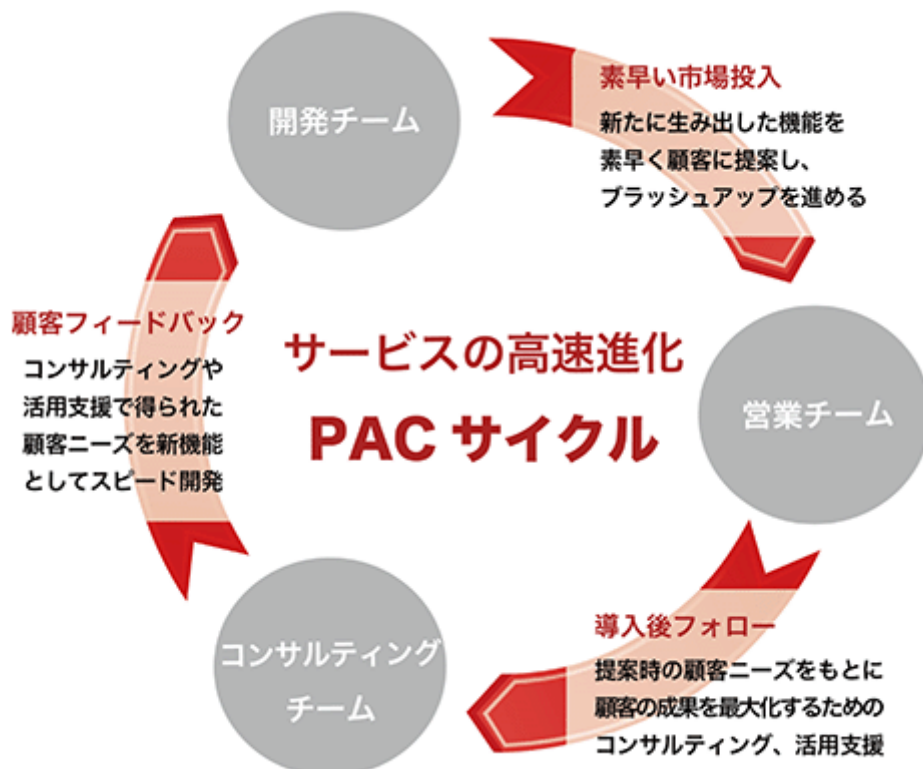 開発チーム
素早い市場投入
新たに生み出した機能を
素早く顧客に提案し、
ブラッシュアップを進める
営業チーム
導入後フォロー
提案時の顧客ニーズをもとに
顧客の成果を最大化するための
コンサルティング、活用支援
コンサルティング
チーム
顧客フィードバック
コンサルティングや
活用支援で得られた
顧客ニーズを新機能
としてスピード開発
サービスの高速進化
PAC サイクル